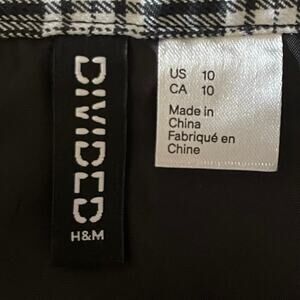 DIVIDED
H&M
US 10
CA 10
Made in
China
Fabriqué en
Chine